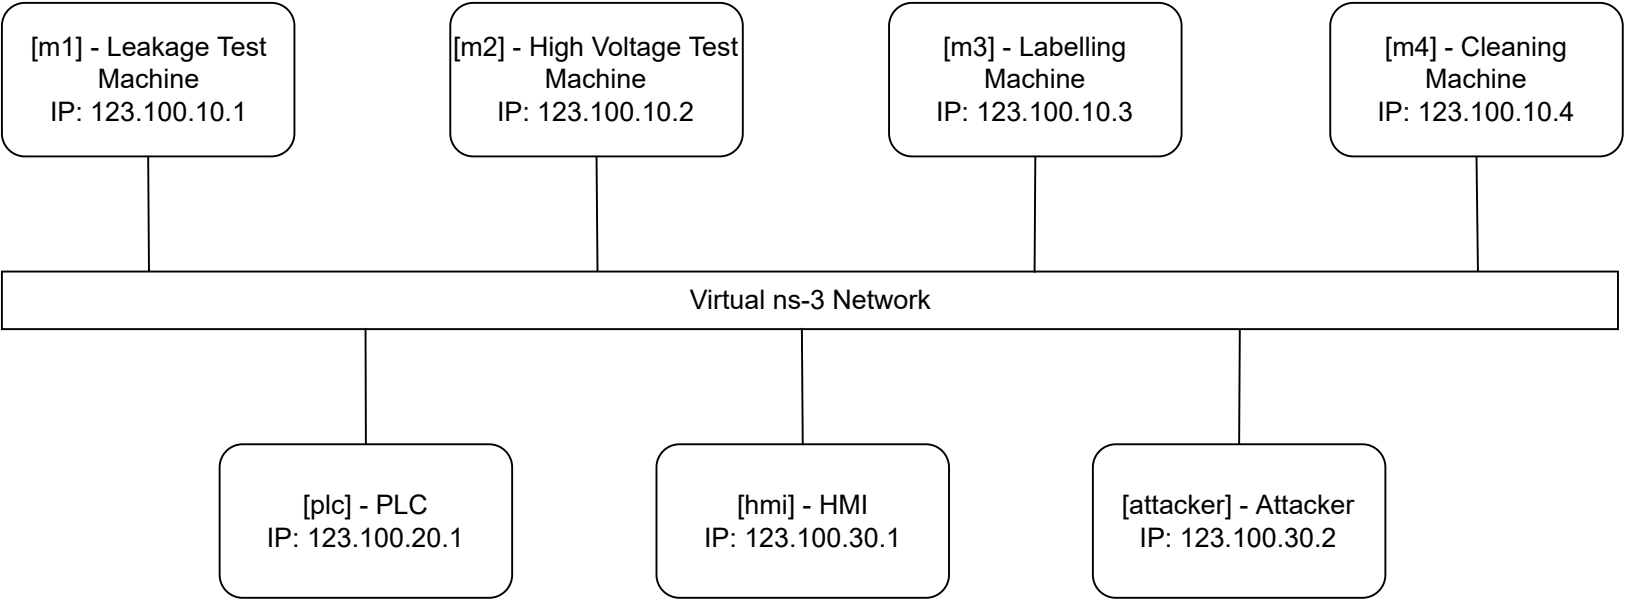 [m1] - Leakage Test
Machine
IP: 123.100.10.1
[m2] - High Voltage Test
Machine
IP: 123.100.10.2
[m3] - Labelling
Machine
IP: 123.100.10.3
[m4] - Cleaning
Machine
IP: 123.100.10.4
Virtual ns-3 Network
[plc] - PLC
IP: 123.100.20.1
[hmi] - HMI
IP: 123.100.30.1
[attacker] - Attacker
IP: 123.100.30.2